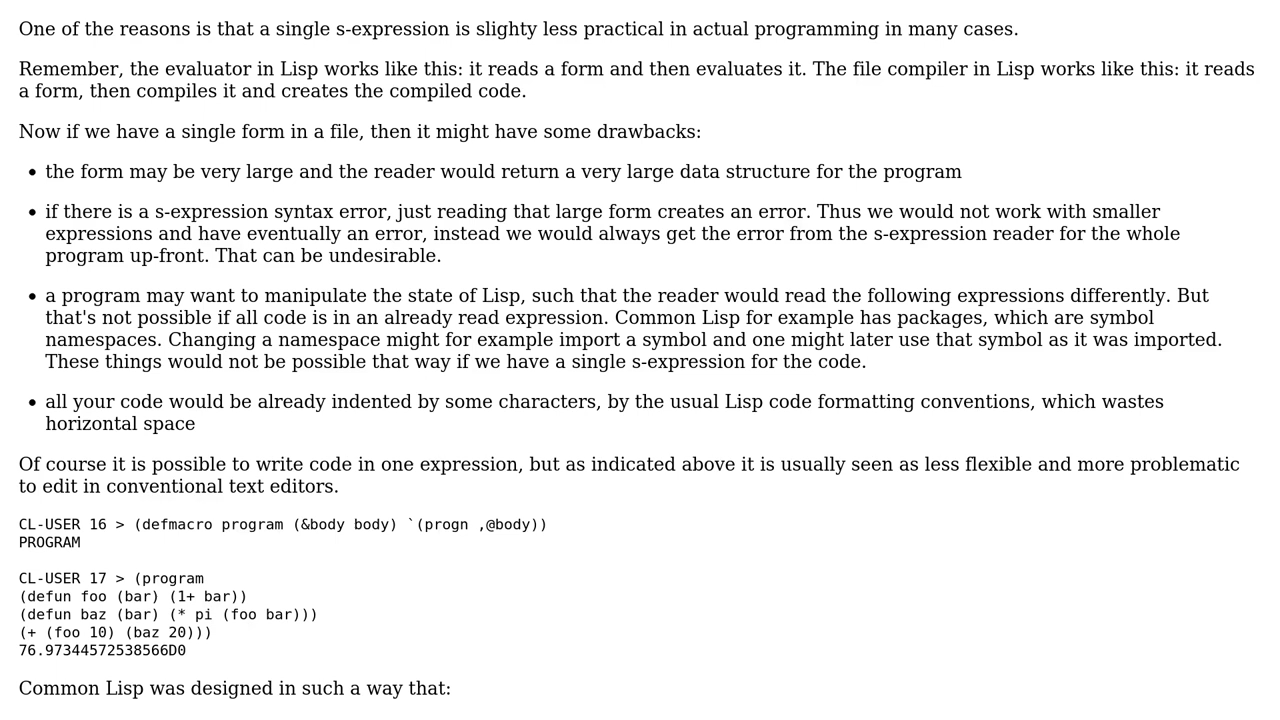 One of the reasons is that a single s-expression is slighty less practical in actual programming in many cases.
Remember, the evaluator in Lisp works like this: it reads a form and then evaluates it. The file compiler in Lisp works like this: it reads
a form, then compiles it and creates the compiled code.
Now if we have a single form in a file, then it might have some drawbacks:
• the form may be very large and the reader would return a very large data structure for the program
• if there is a s-expression syntax error, just reading that large form creates an error. Thus we would not work with smaller
expressions and have eventually an error, instead we would always get the error from the s-expression reader for the whole
program up-front. That can be undesirable.
• a program may want to manipulate the state of Lisp, such that the reader would read the following expressions differently. But
that's not possible if all code is in an already read expression. Common Lisp for example has packages, which are symbol
namespaces. Changing a namespace might for example import a symbol and one might later use that symbol as it was imported.
These things would not be possible that way if we have a single s-expression for the code.
• all your code would be already indented by some characters, by the usual Lisp code formatting conventions, which wastes
horizontal space
Of course it is possible to write code in one expression, but as indicated above it is usually seen as less flexible and more problematic
to edit in conventional text editors.
CL-USER 16 > (defmacro program (&body body) `(progn ,@body))
PROGRAM
CL-USER 17 > (program
(defun foo (bar) (1+ bar))
(defun baz (bar) (* pi (foo bar)))
(+ (foo 10) (baz 20)))
76.97344572538566D0
Common Lisp was designed in such a way that: